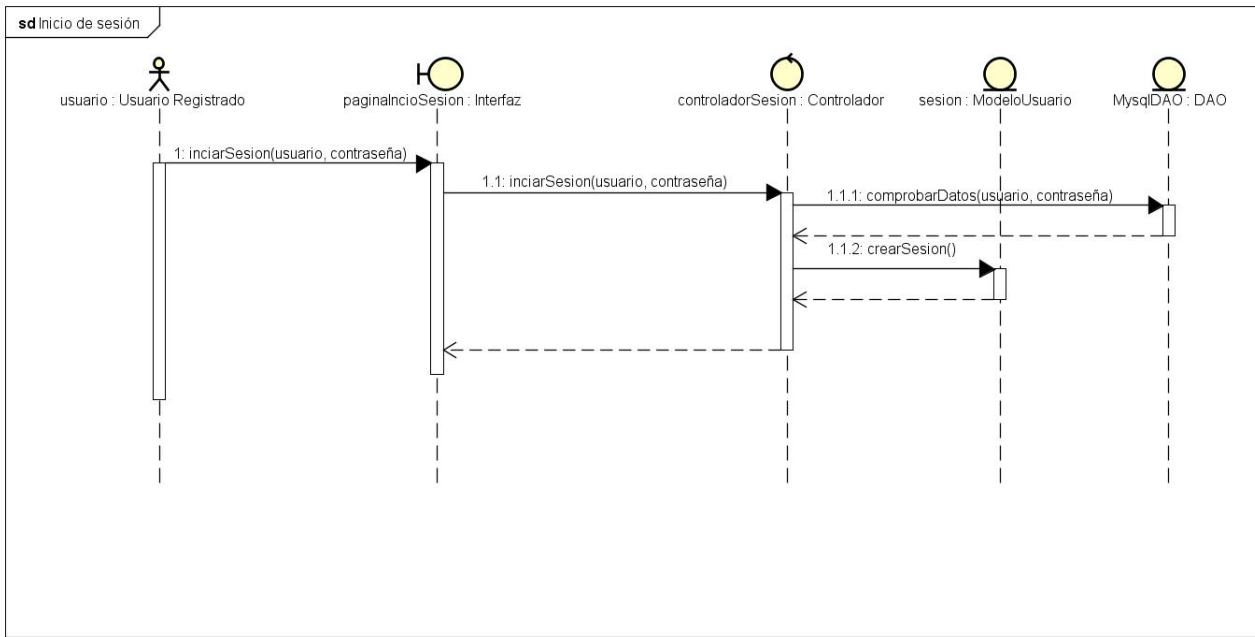 sd Inicio de sesión
usuario : Usuario Registrado
paginaIncioSesion : Interfaz
controladorSesion : Controlador
sesion : ModeloUsuario
MysqlDAO : DAO
1: inciarSesion(usuario, contraseña)
1.1: inciarSesion(usuario, contraseña)
1.1.1: comprobarDatos(usuario, contraseña)
1.1.2: crearSesion()